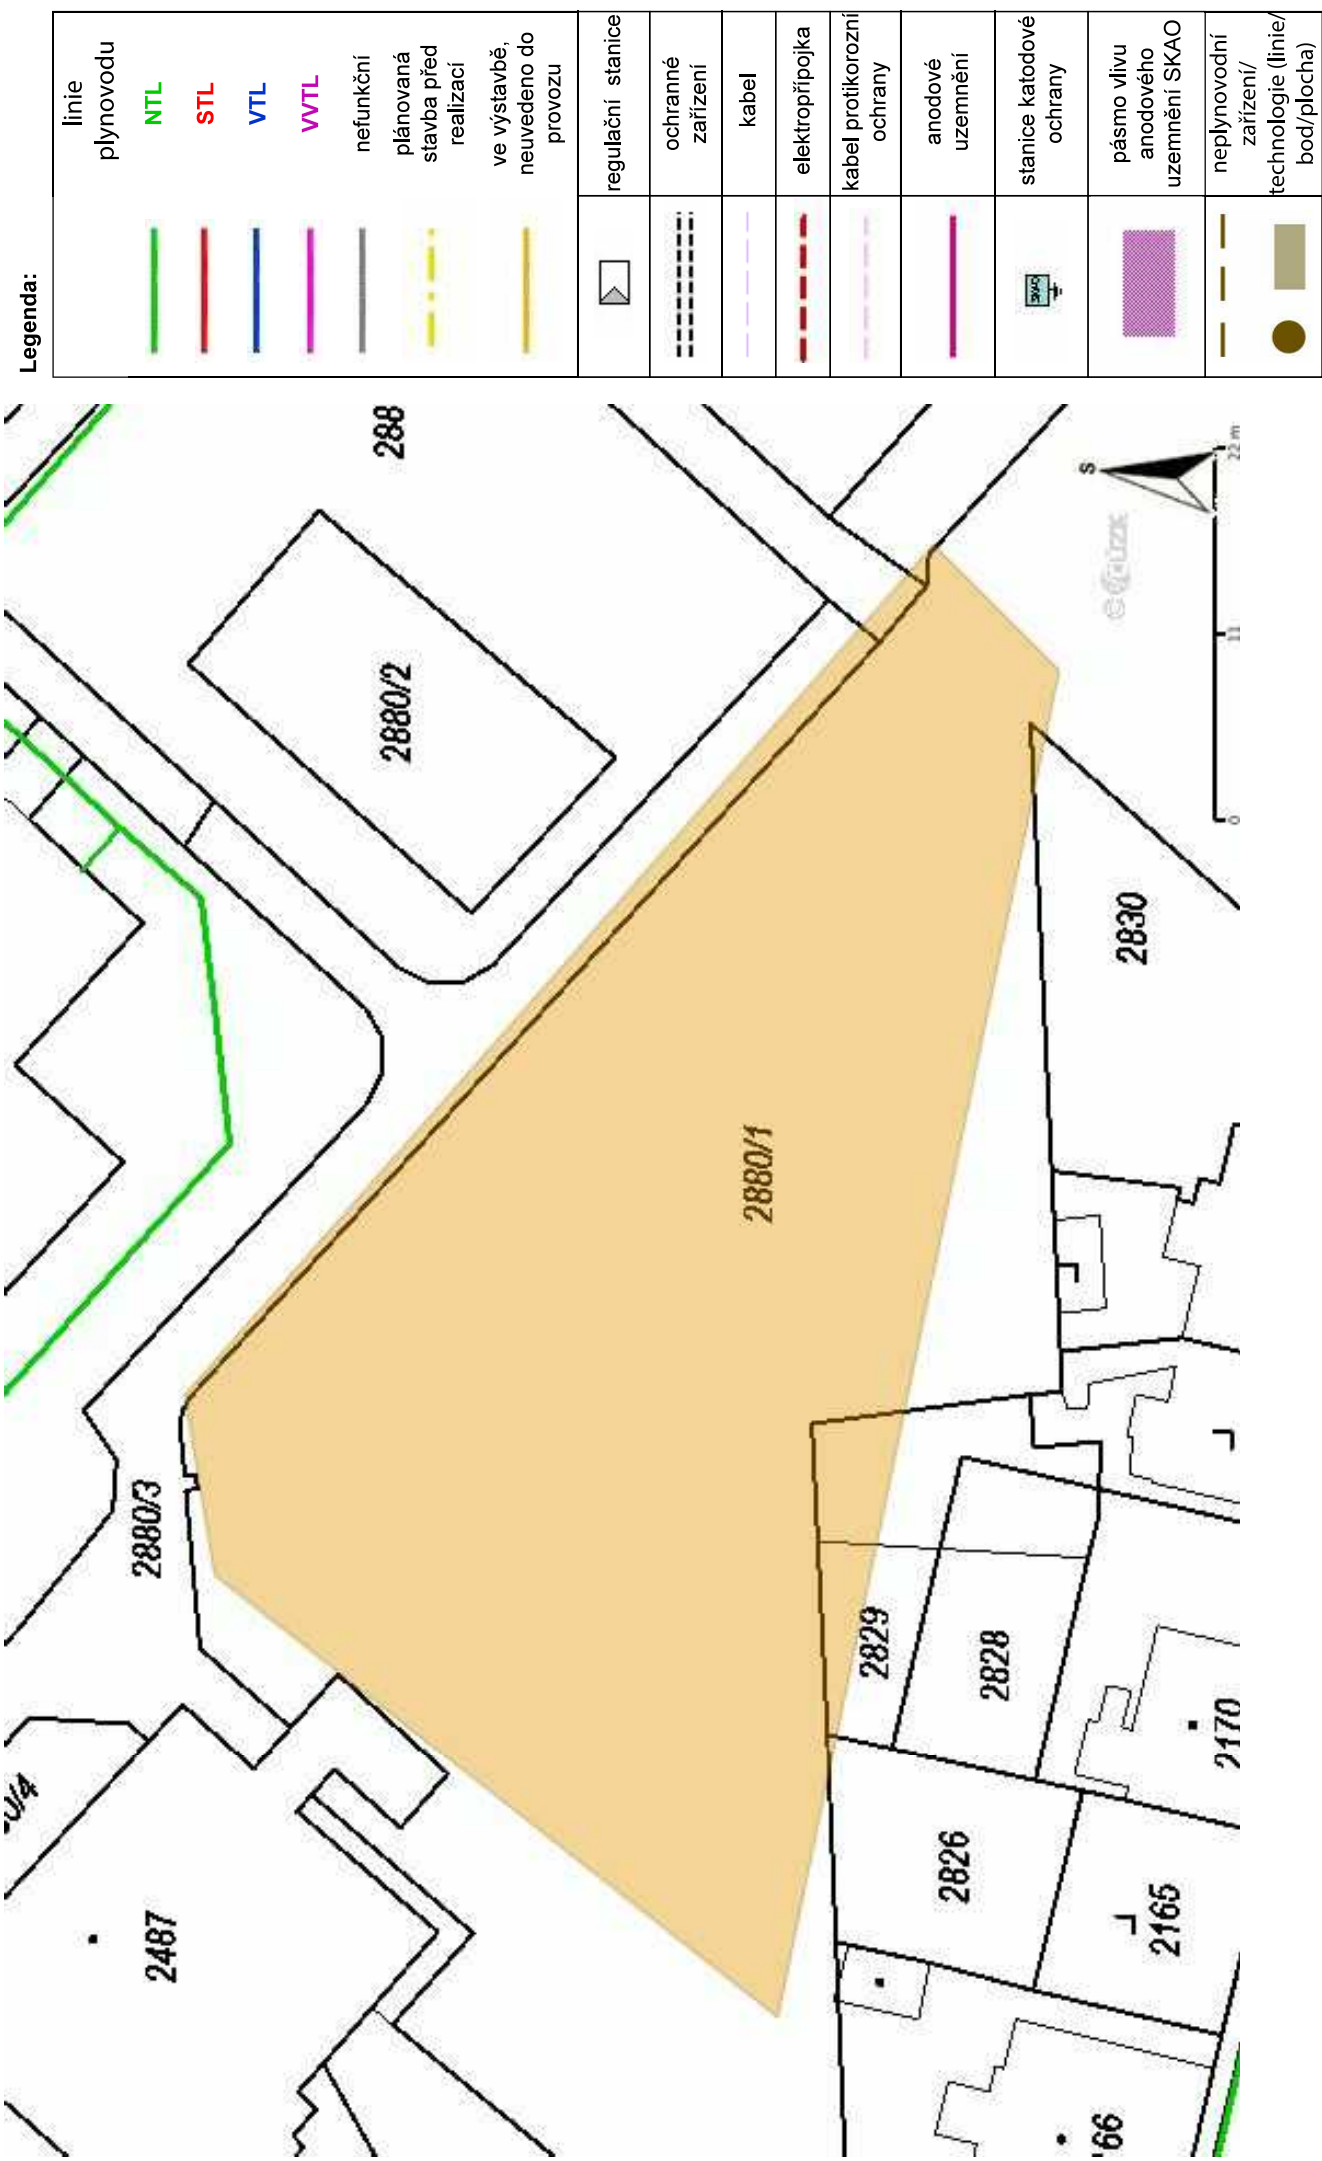 Legenda:
linie
plynovodu
NTL
STL
VTL
VVTL
nefunkční
plánovaná
stavba před
realizací
ve výstavbě,
neuvedeno do
provozu
regulační stanice
ochranné
zařízení
kabel
elektropřípojka
kabel protikorozní
ochrany
anodové
uzemnění
SKAO
stanice katodové
ochrany
pásmo vlivu
anodového
uzemnění SKAO
neplynovodní
zařízení/
technologie (linie/
bod/plocha)
288
2880/2
2880/1
2880/3
2487
2830
2829
2828
2826
2170
2165
S
© ČÚZK
0
11
22 m